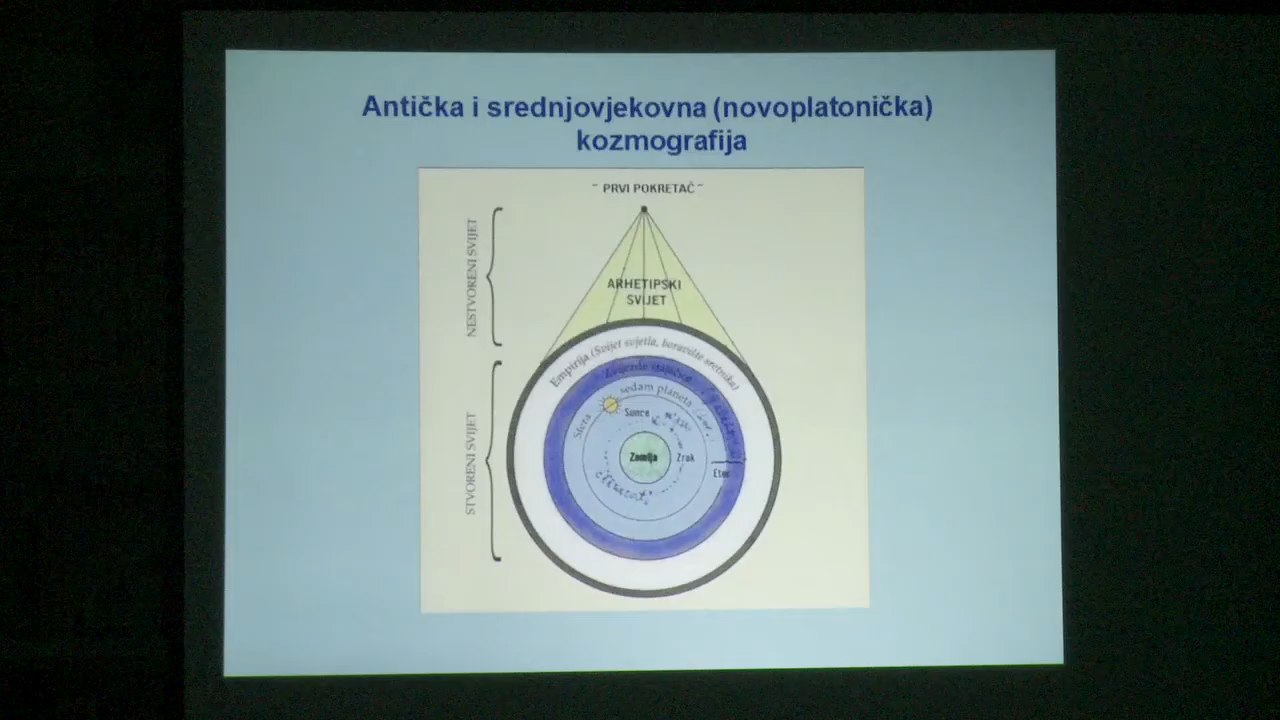 Antička i srednjovjekovna (novoplatonička)
kozmografija
- PRVI POKRETAČ -
NESTVORENI SVIJET
ARHETIPSKI
SVIJET
Empirija (Svijet svjetla, boravište sretnika)
STVORENI SVIJET
Sfera sedam planeta
Sunce
Zemlja
Zrak
Eter
elementi